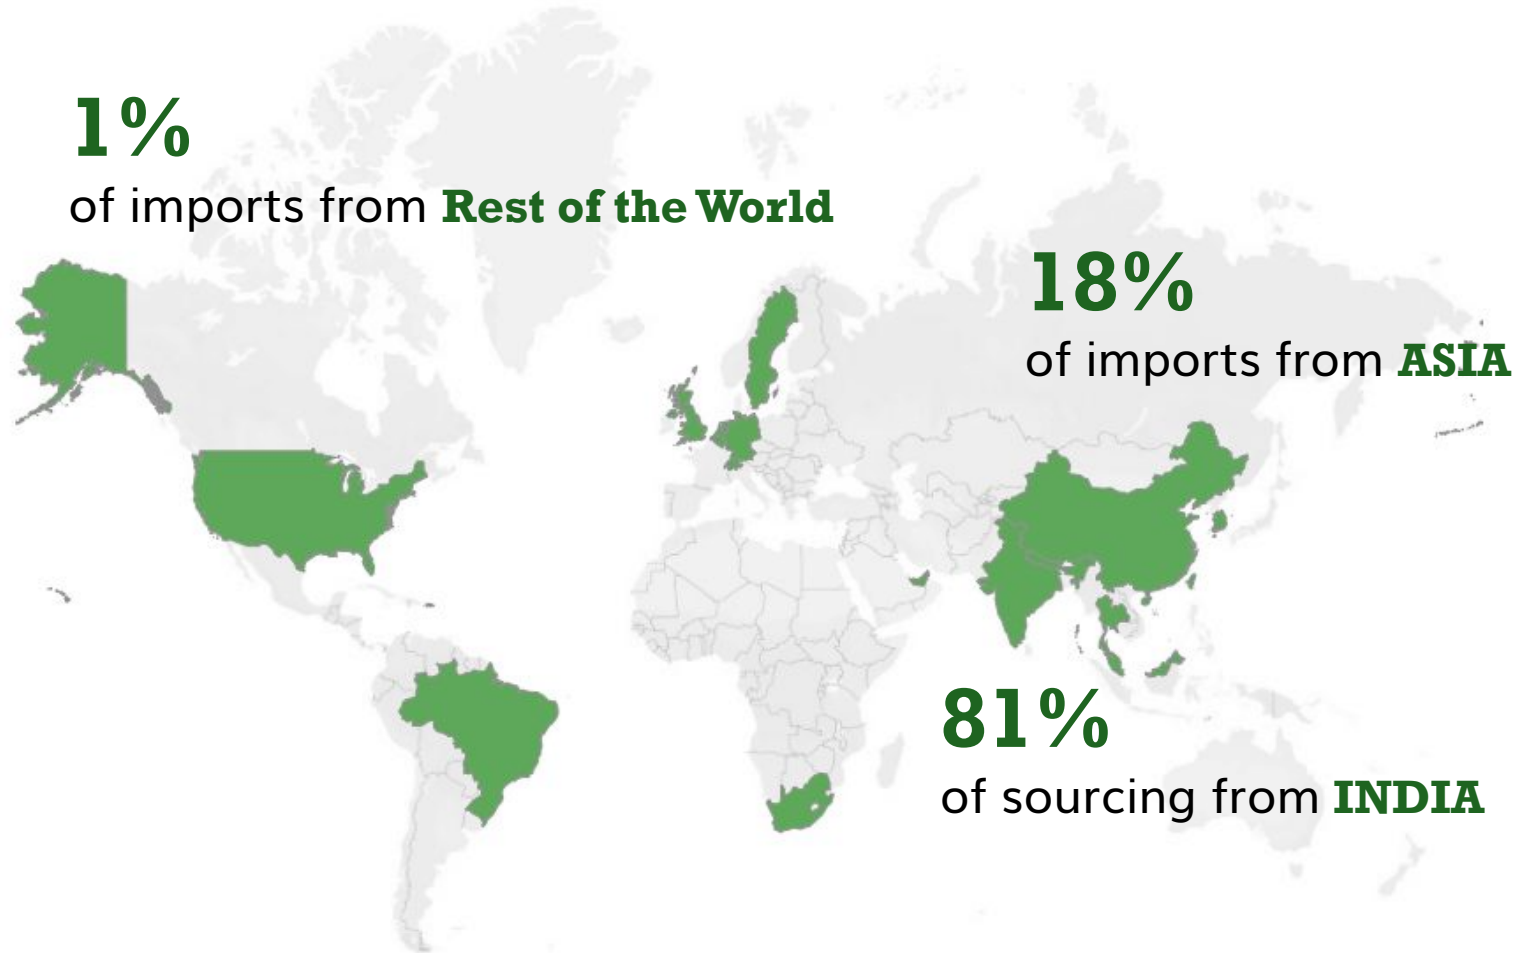 1%
of imports from Rest of the World
18%
of imports from ASIA
81%
of sourcing from INDIA